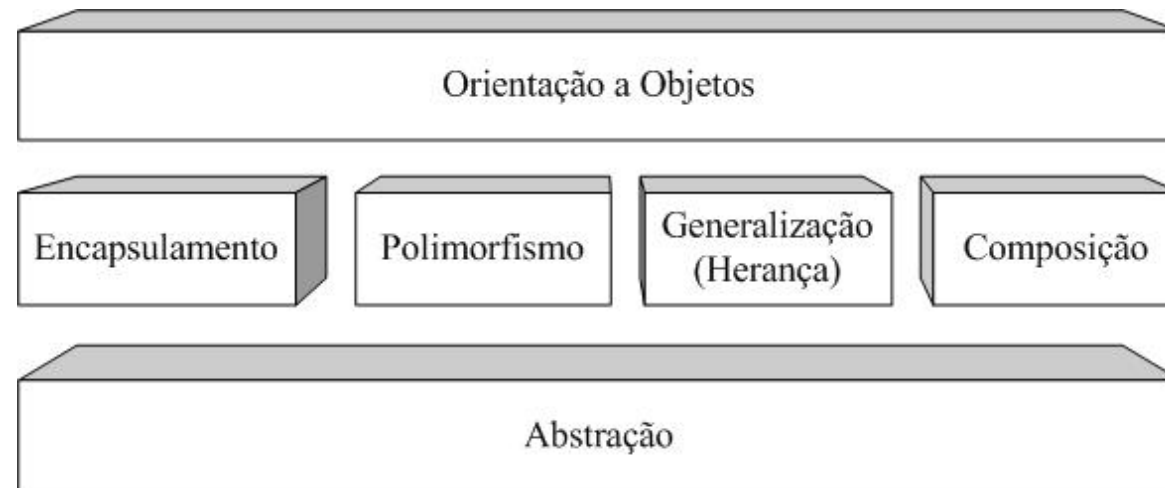 Orientação a Objetos
Encapsulamento
Polimorfismo
Generalização
(Herança)
Composição
Abstração